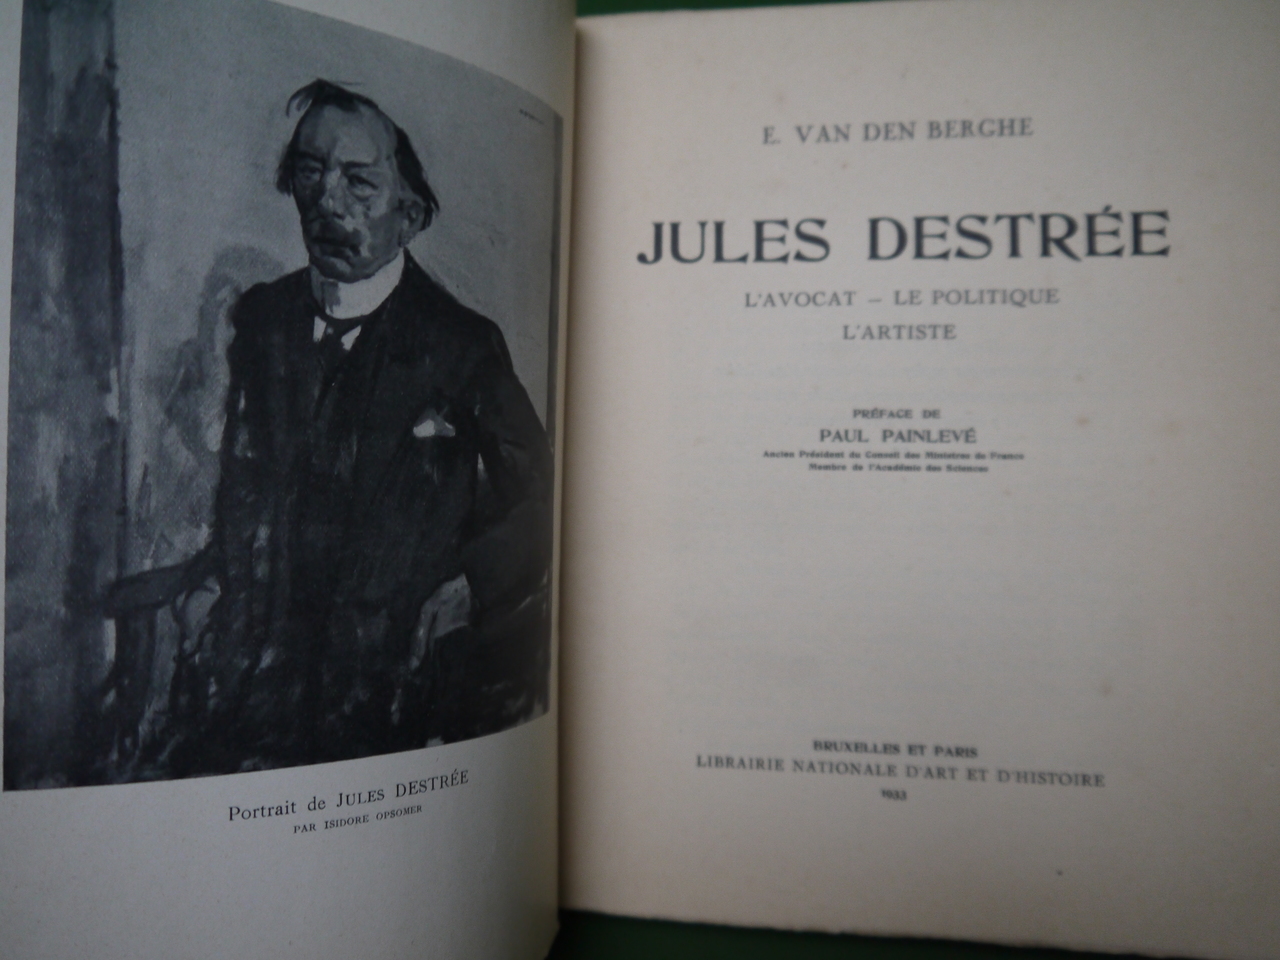 Portrait de JULES DESTRÉE
PAR ISIDORE OPSOMER
E. VAN DEN BERGHE
JULES DESTRÉE
L'AVOCAT – LE POLITIQUE
L'ARTISTE
PRÉFACE DE
PAUL PAINLEVÉ
Ancien Président du Conseil des Ministres de France
Membre de l'Académie des Sciences
BRUXELLES ET PARIS
LIBRAIRIE NATIONALE D'ART ET D'HISTOIRE
1933